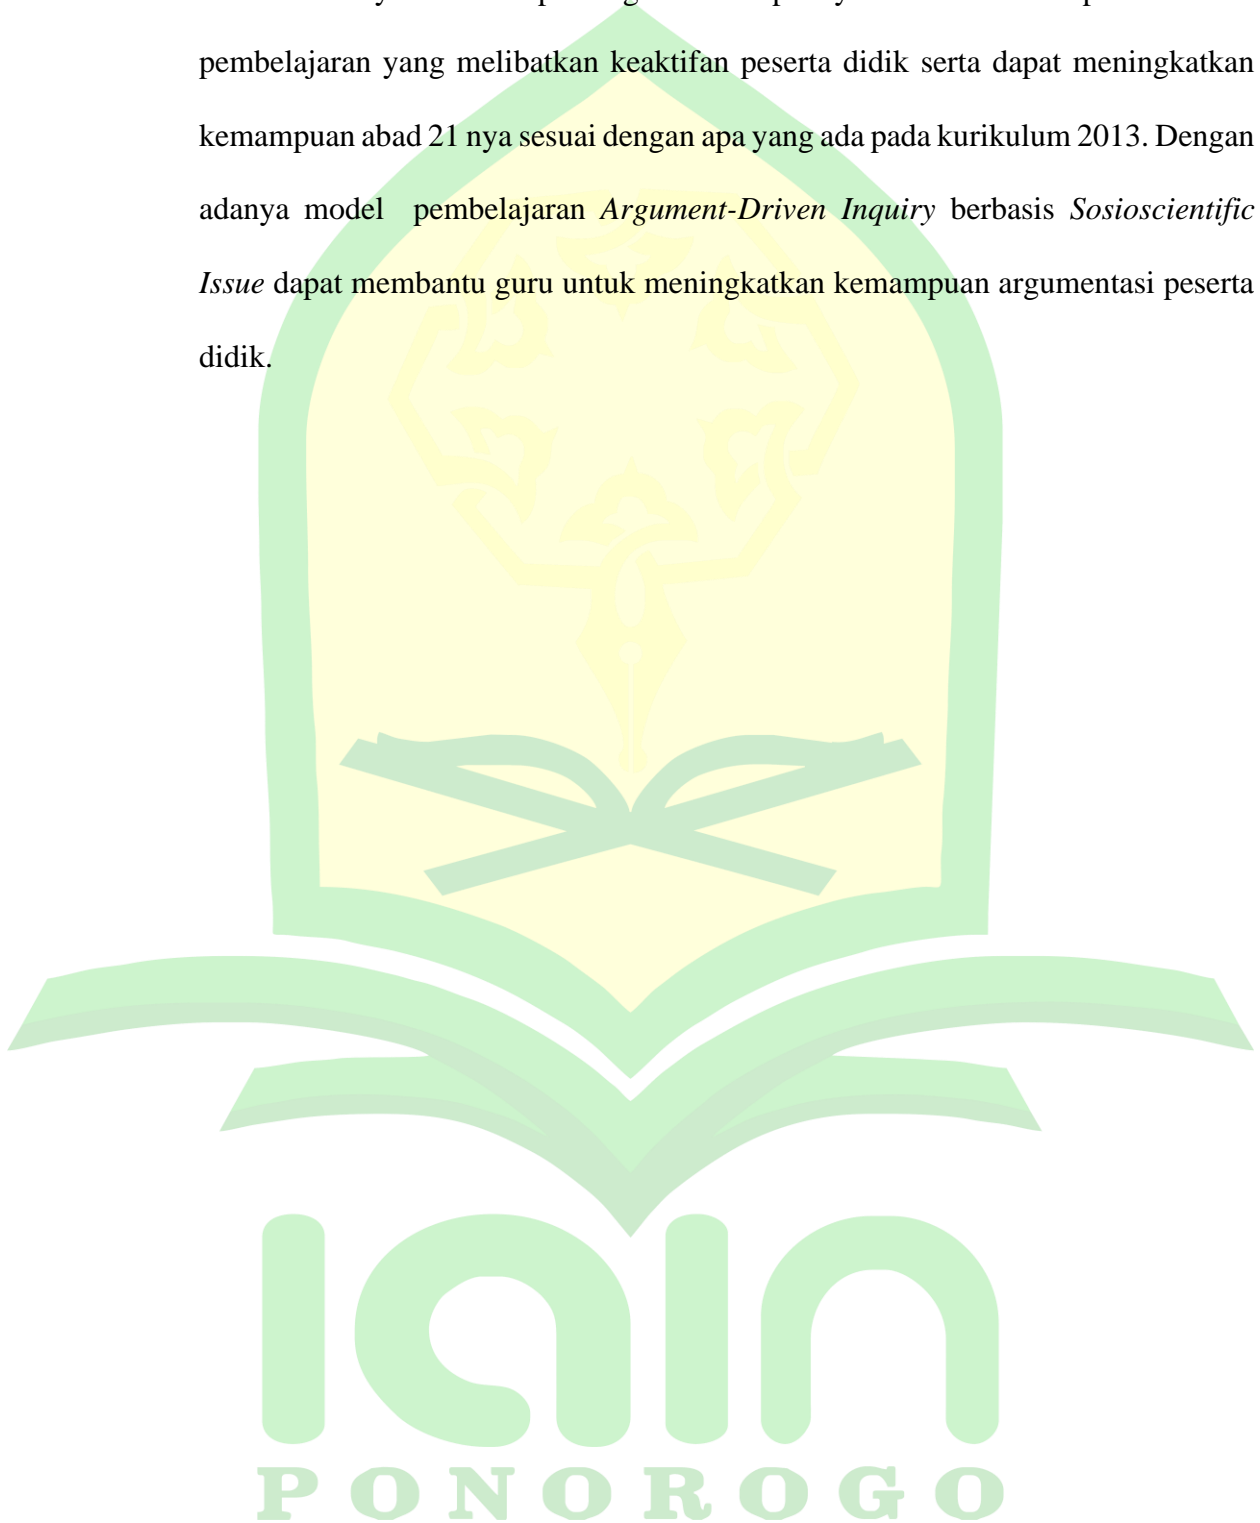 pembelajaran yang melibatkan keaktifan peserta didik serta dapat meningkatkan
kemampuan abad 21 nya sesuai dengan apa yang ada pada kurikulum 2013. Dengan
adanya model pembelajaran Argument-Driven Inquiry berbasis Sosioscientific
Issue dapat membantu guru untuk meningkatkan kemampuan argumentasi peserta
didik.
iain
PONOROGO